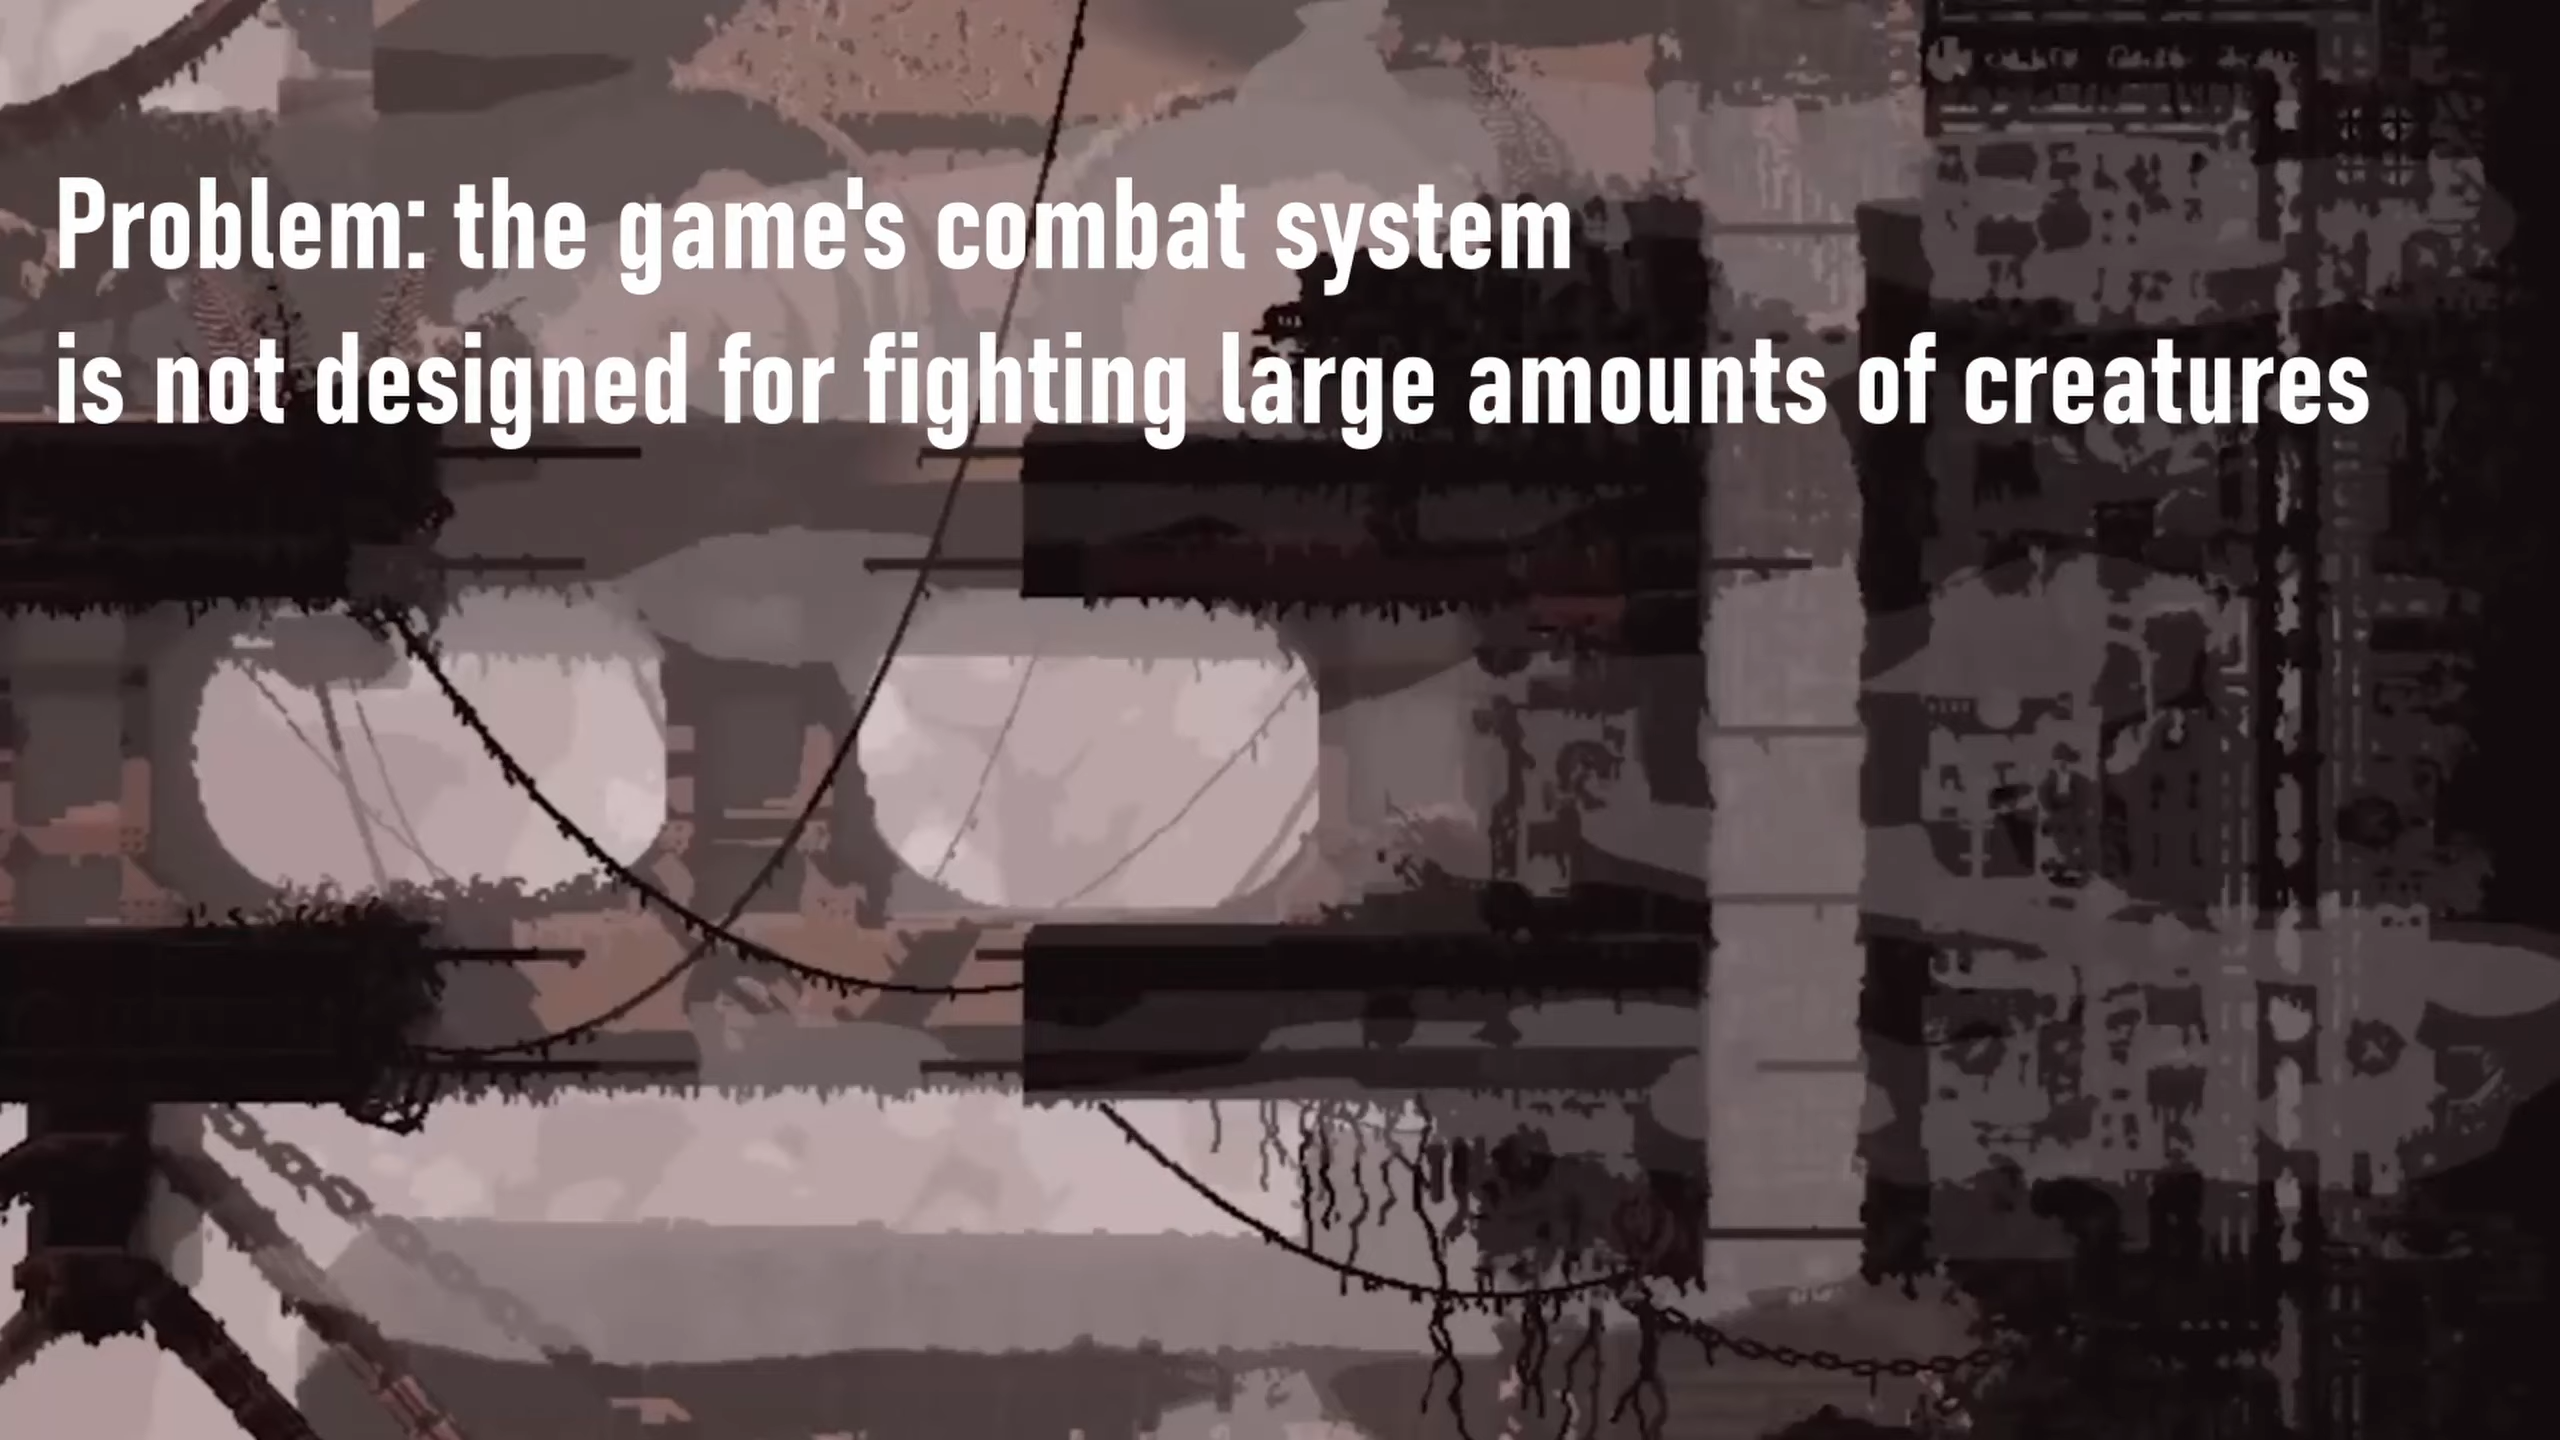 Problem: the game's combat system
is not designed for fighting large amounts of creatures